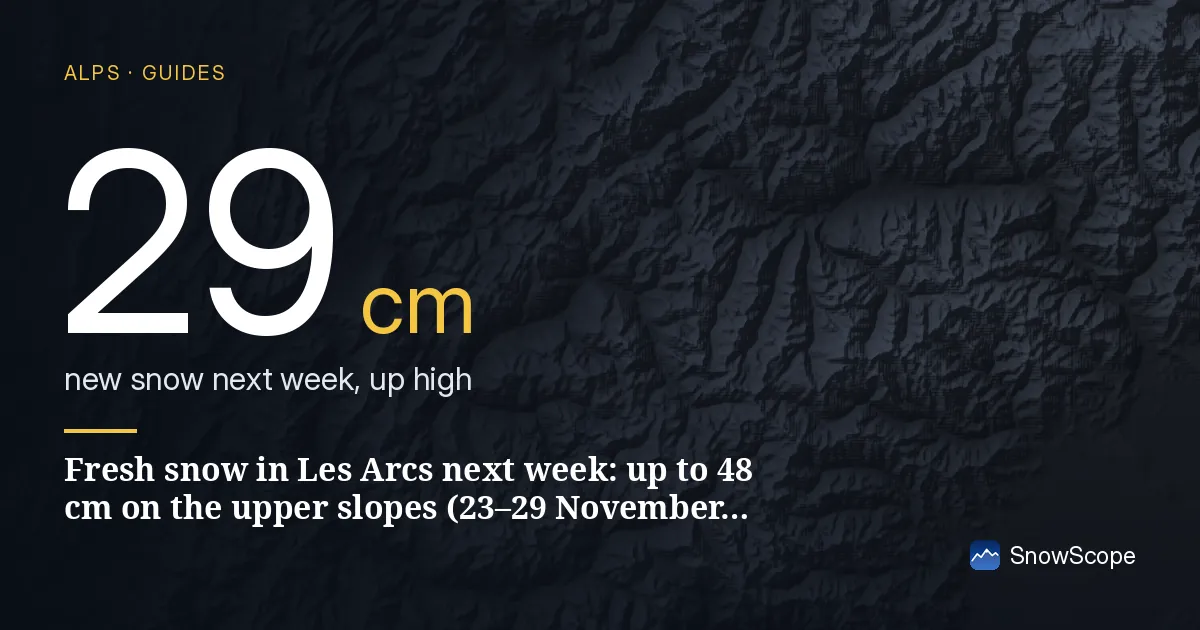 ALPS · GUIDES
29 cm
new snow next week, up high
Fresh snow in Les Arcs next week: up to 48
cm on the upper slopes (23–29 November...
SnowScope